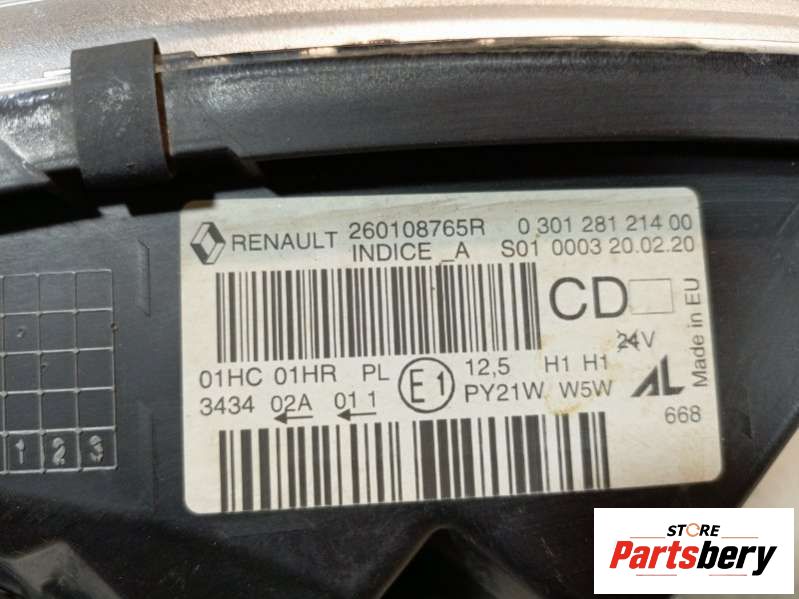 RENAULT 260108765R 0 301 281 214 00
INDICE _A S01 0003 20.02.20
CD
24V
Made in EU
01HC 01HR PL E1 12,5 H1 H1
3434 02A 01 1 PY21W W5W AL
668
1 2 3
STORE
Partsbery